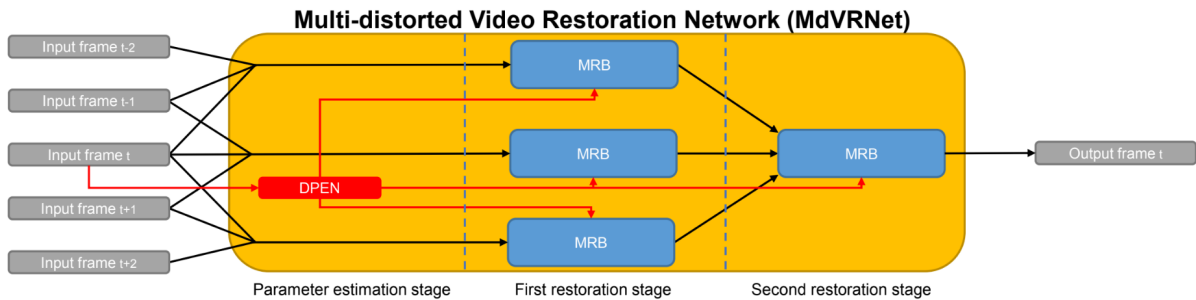 Multi-distorted Video Restoration Network (MdVRNet)
Input frame t-2
Input frame t-1
Input frame t
Input frame t+1
Input frame t+2
DPEN
MRB
MRB
MRB
MRB
Output frame t
Parameter estimation stage
First restoration stage
Second restoration stage